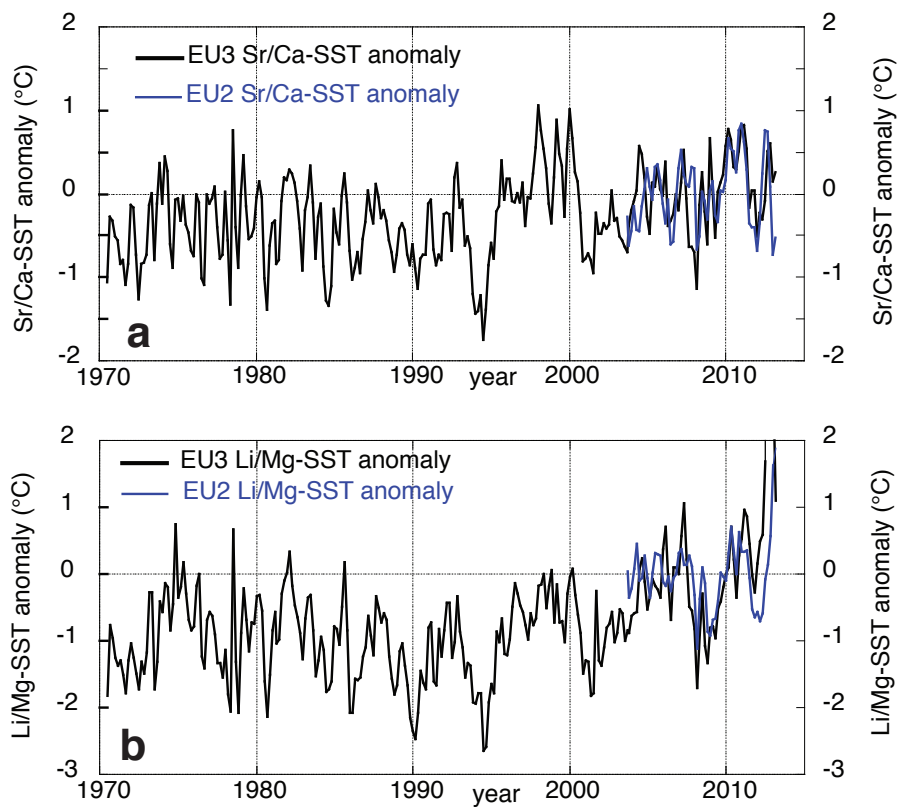 2 2
EU3 Sr/Ca-SST anomaly
EU2 Sr/Ca-SST anomaly
1 1
0 0
-1 -1
-2 -2
Sr/Ca-SST anomaly (°C)
Sr/Ca-SST anomaly (°C)
a
1970 1980 1990 year 2000 2010
2 2
EU3 Li/Mg-SST anomaly
EU2 Li/Mg-SST anomaly
1 1
0 0
-1 -1
-2 -2
-3 -3
Li/Mg-SST anomaly (°C)
Li/Mg-SST anomaly (°C)
b
1970 1980 1990 year 2000 2010